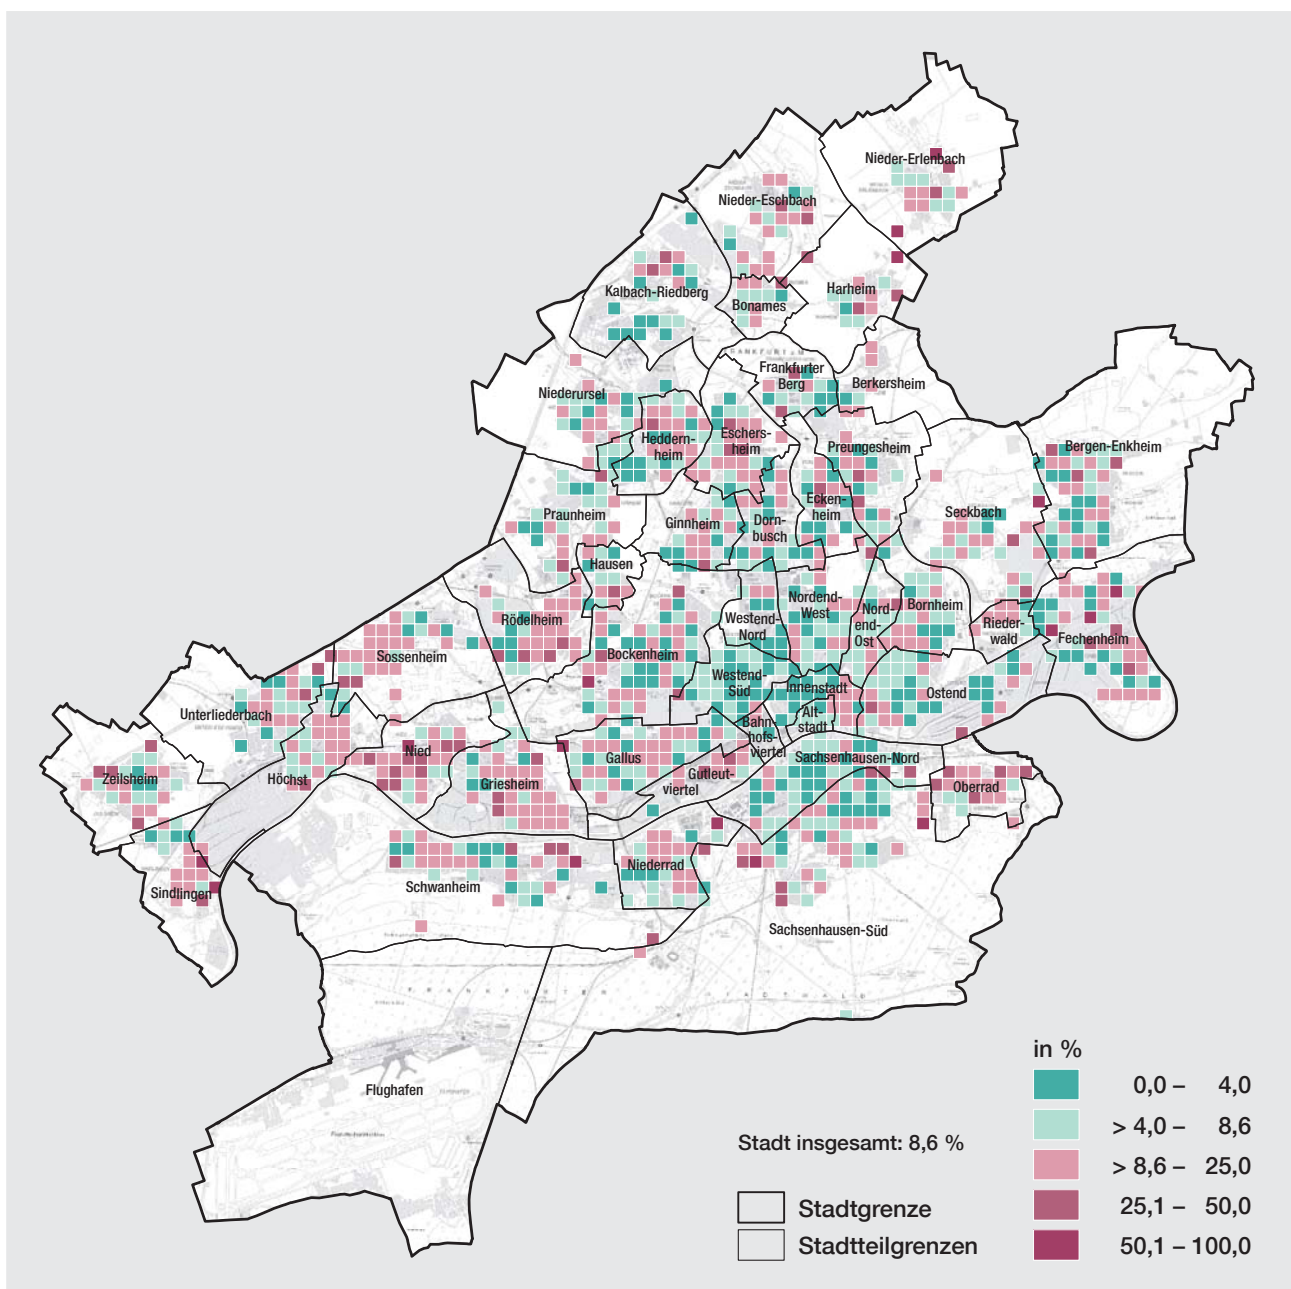 Nieder-Erlenbach
Nieder-Eschbach
Kalbach-Riedberg
Harheim
Bonames
FRANKFURT
Frankfurter
Berg
Berkersheim
Niederursel
Heddern-
heim
Eschers-
heim
Preungesheim
Bergen-Enkheim
Praunheim
Ginnheim
Dorn-
busch
Ecken-
heim
Seckbach
Hausen
Rödelheim
Westend-
Nord
Nordend-
West
Nord-
end-
Ost
Bornheim
Rieder-
wald
Fechenheim
Sossenheim
Bockenheim
Westend-
Süd
Innenstadt
Ostend
Unterliederbach
Alt-
stadt
Bahn-
hofs-
viertel
Zeilsheim
Höchst
Nied
Griesheim
Gallus
Gutleut-
viertel
Sachsenhausen-Nord
Oberrad
Sindlingen
Schwanheim
Niederrad
Sachsenhausen-Süd
FRANKFURTER
STADTWALD
Flughafen
in %
0,0 – 4,0
> 4,0 – 8,6
> 8,6 – 25,0
25,1 – 50,0
50,1 – 100,0
Stadt insgesamt: 8,6 %
Stadtgrenze
Stadtteilgrenzen